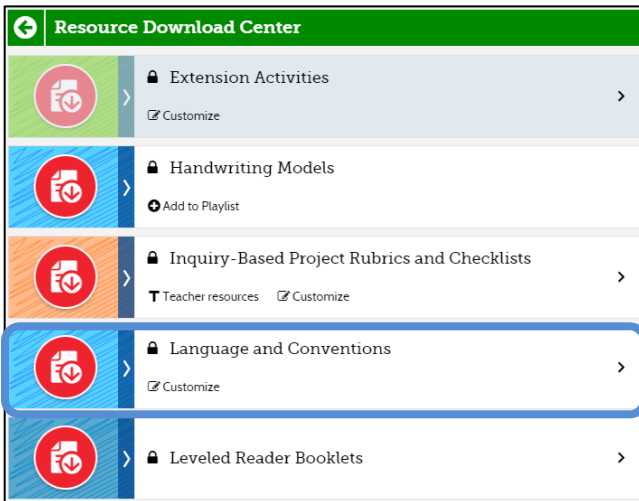 Resource Download Center
Extension Activities
Customize
Handwriting Models
Add to Playlist
Inquiry-Based Project Rubrics and Checklists
T Teacher resources Customize
Language and Conventions
Customize
Leveled Reader Booklets